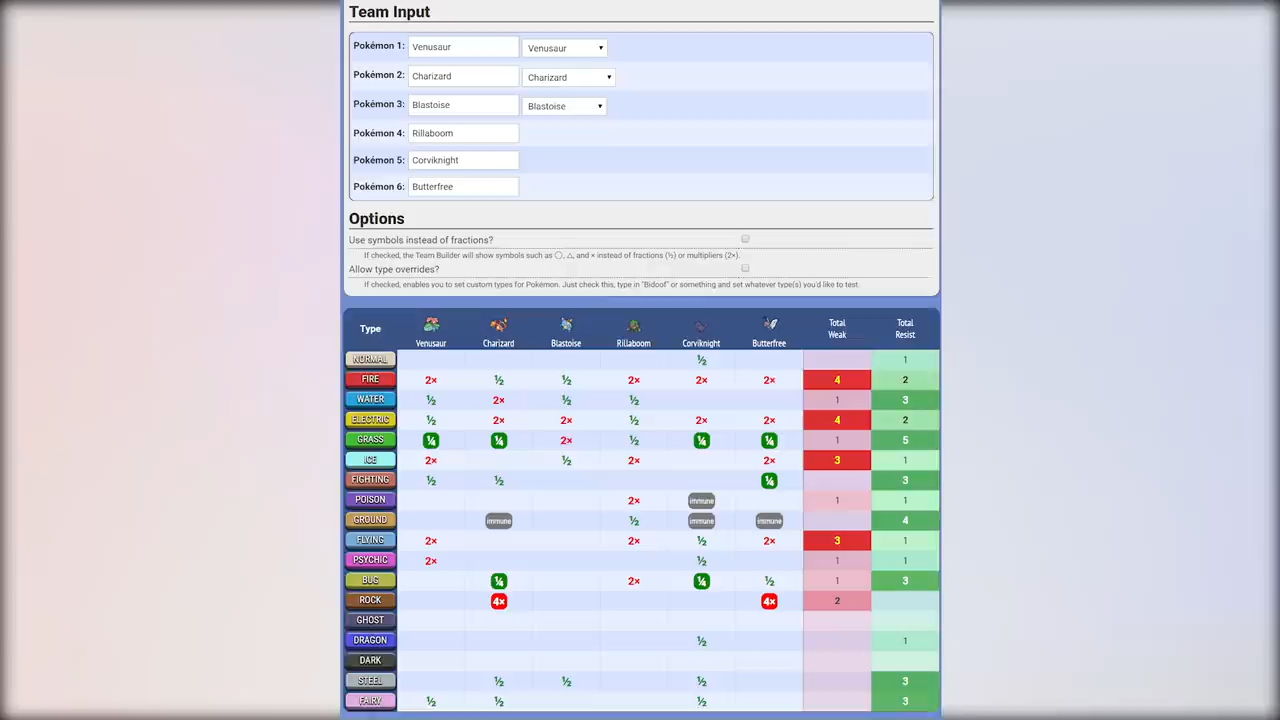 Team Input
Pokémon 1: Venusaur Venusaur
Pokémon 2: Charizard Charizard
Pokémon 3: Blastoise Blastoise
Pokémon 4: Rillaboom
Pokémon 5: Corviknight
Pokémon 6: Butterfree
Options
Use symbols instead of fractions?
If checked, the Team Builder will show symbols such as ◯, △, and × instead of fractions (½) or multipliers (2×).
Allow type overrides?
If checked, enables you to set custom types for Pokémon. Just check this, type in "Bidoof" or something and set whatever type(s) you'd like to test.
Type Venusaur Charizard Blastoise Rillaboom Corviknight Butterfree Total Weak Total Resist
NORMAL ½ 1
FIRE 2× ½ ½ 2× 2× 2× 4 2
WATER ½ 2× ½ ½ 1 3
ELECTRIC ½ 2× 2× ½ 2× 2× 4 2
GRASS ¼ ¼ 2× ½ ¼ ¼ 1 5
ICE 2× ½ 2× 2× 3 1
FIGHTING ½ ½ ¼ 3
POISON 2× immune 1 1
GROUND immune ½ immune immune 4
FLYING 2× 2× ½ 2× 3 1
PSYCHIC 2× ½ 1 1
BUG ¼ 2× ¼ ½ 1 3
ROCK 4× 4× 2
GHOST
DRAGON ½ 1
DARK
STEEL ½ ½ ½ 3
FAIRY ½ ½ ½ 3